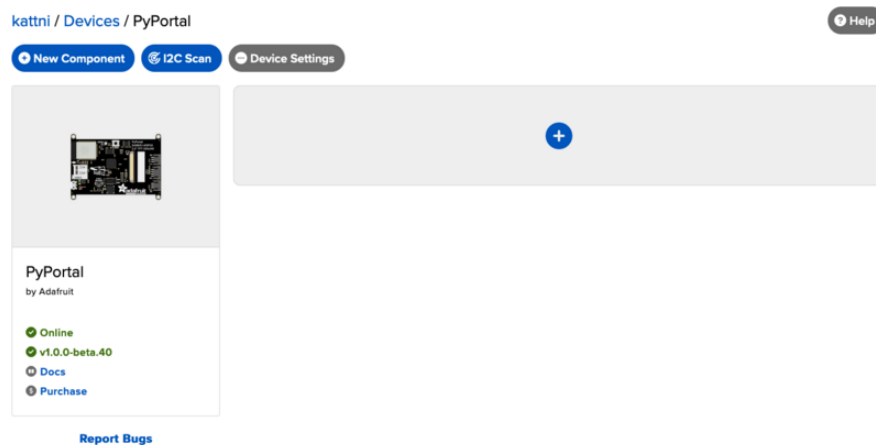 kattni / Devices / PyPortal
Help
New Component
I2C Scan
Device Settings
adafruit
PyPortal
by Adafruit
Online
v1.0.0-beta.40
Docs
Purchase
Report Bugs